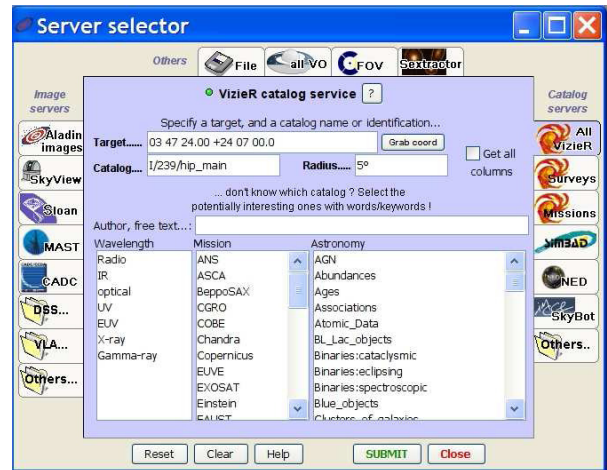 Server selector
Others File all VO FOV Sextractor
Image servers
Aladin images
SkyView
Sloan
MAST
CADC
DSS...
VLA...
Others...
VizieR catalog service ?
Specify a target, and a catalog name or identification...
Target..... 03 47 24.00 +24 07 00.0 Grab coord
Catalog.... I/239/hip_main Radius..... 5º
Get all columns
... don't know which catalog ? Select the
potentially interesting ones with words/keywords !
Author, free text...:
Wavelength
Radio
IR
optical
UV
EUV
X-ray
Gamma-ray
Mission
ANS
ASCA
BeppoSAX
CGRO
COBE
Chandra
Copernicus
EUVE
EXOSAT
Einstein
FAUST
Astronomy
AGN
Abundances
Ages
Associations
Atomic_Data
BL_Lac_objects
Binaries:cataclysmic
Binaries:eclipsing
Binaries:spectroscopic
Blue_objects
Clusters_of_galaxies
Catalog servers
All VizieR
Surveys
Missions
SIMBAD
NED
SkyBot
Others..
Reset Clear Help SUBMIT Close